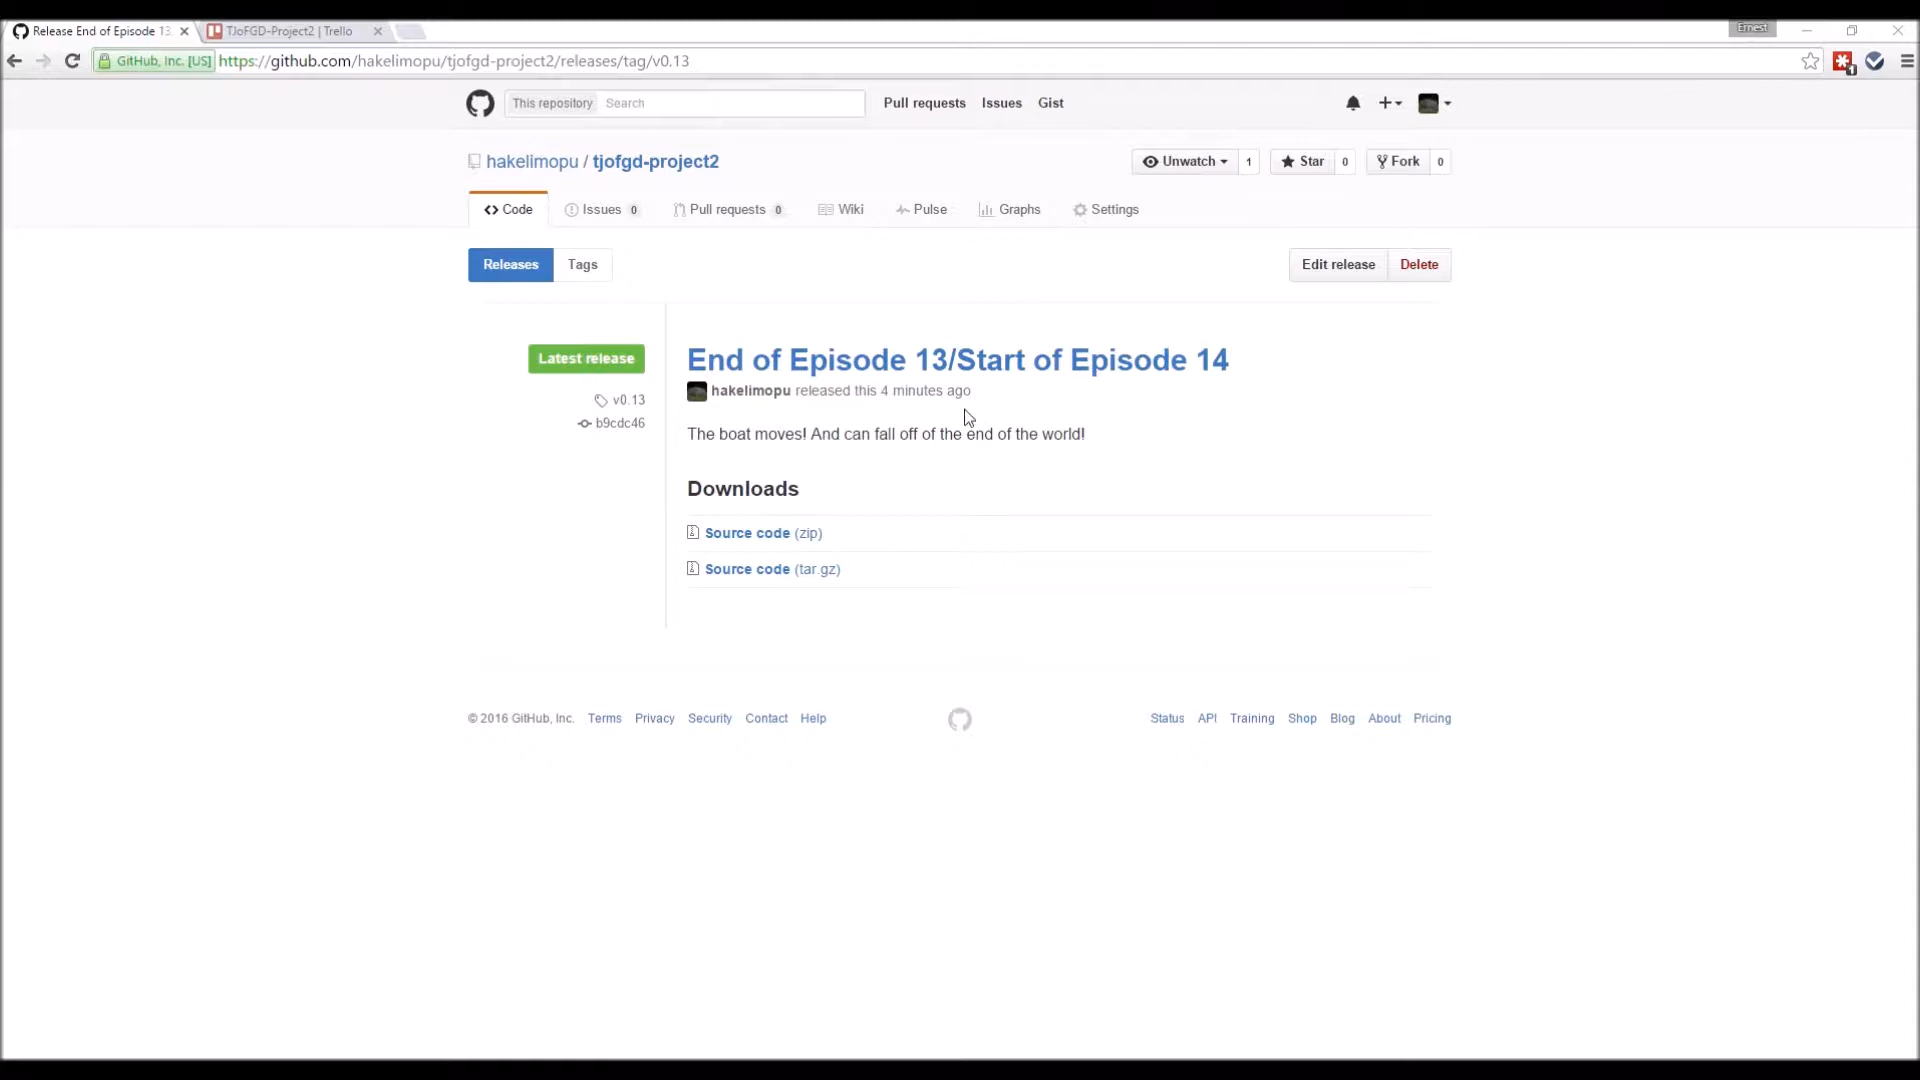 Release End of Episode 13
TJoFGD-Project2 | Trello
Ernest
GitHub, Inc. [US]
https://github.com/hakelimopu/tjofgd-project2/releases/tag/v0.13
1
This repository
Search
Pull requests
Issues
Gist
hakelimopu / tjofgd-project2
Unwatch 1
Star 0
Fork 0
Code
Issues 0
Pull requests 0
Wiki
Pulse
Graphs
Settings
Releases
Tags
Edit release
Delete
Latest release
v0.13
b9cdc46
End of Episode 13/Start of Episode 14
hakelimopu released this 4 minutes ago
The boat moves! And can fall off of the end of the world!
Downloads
Source code (zip)
Source code (tar.gz)
© 2016 GitHub, Inc. Terms Privacy Security Contact Help
Status API Training Shop Blog About Pricing